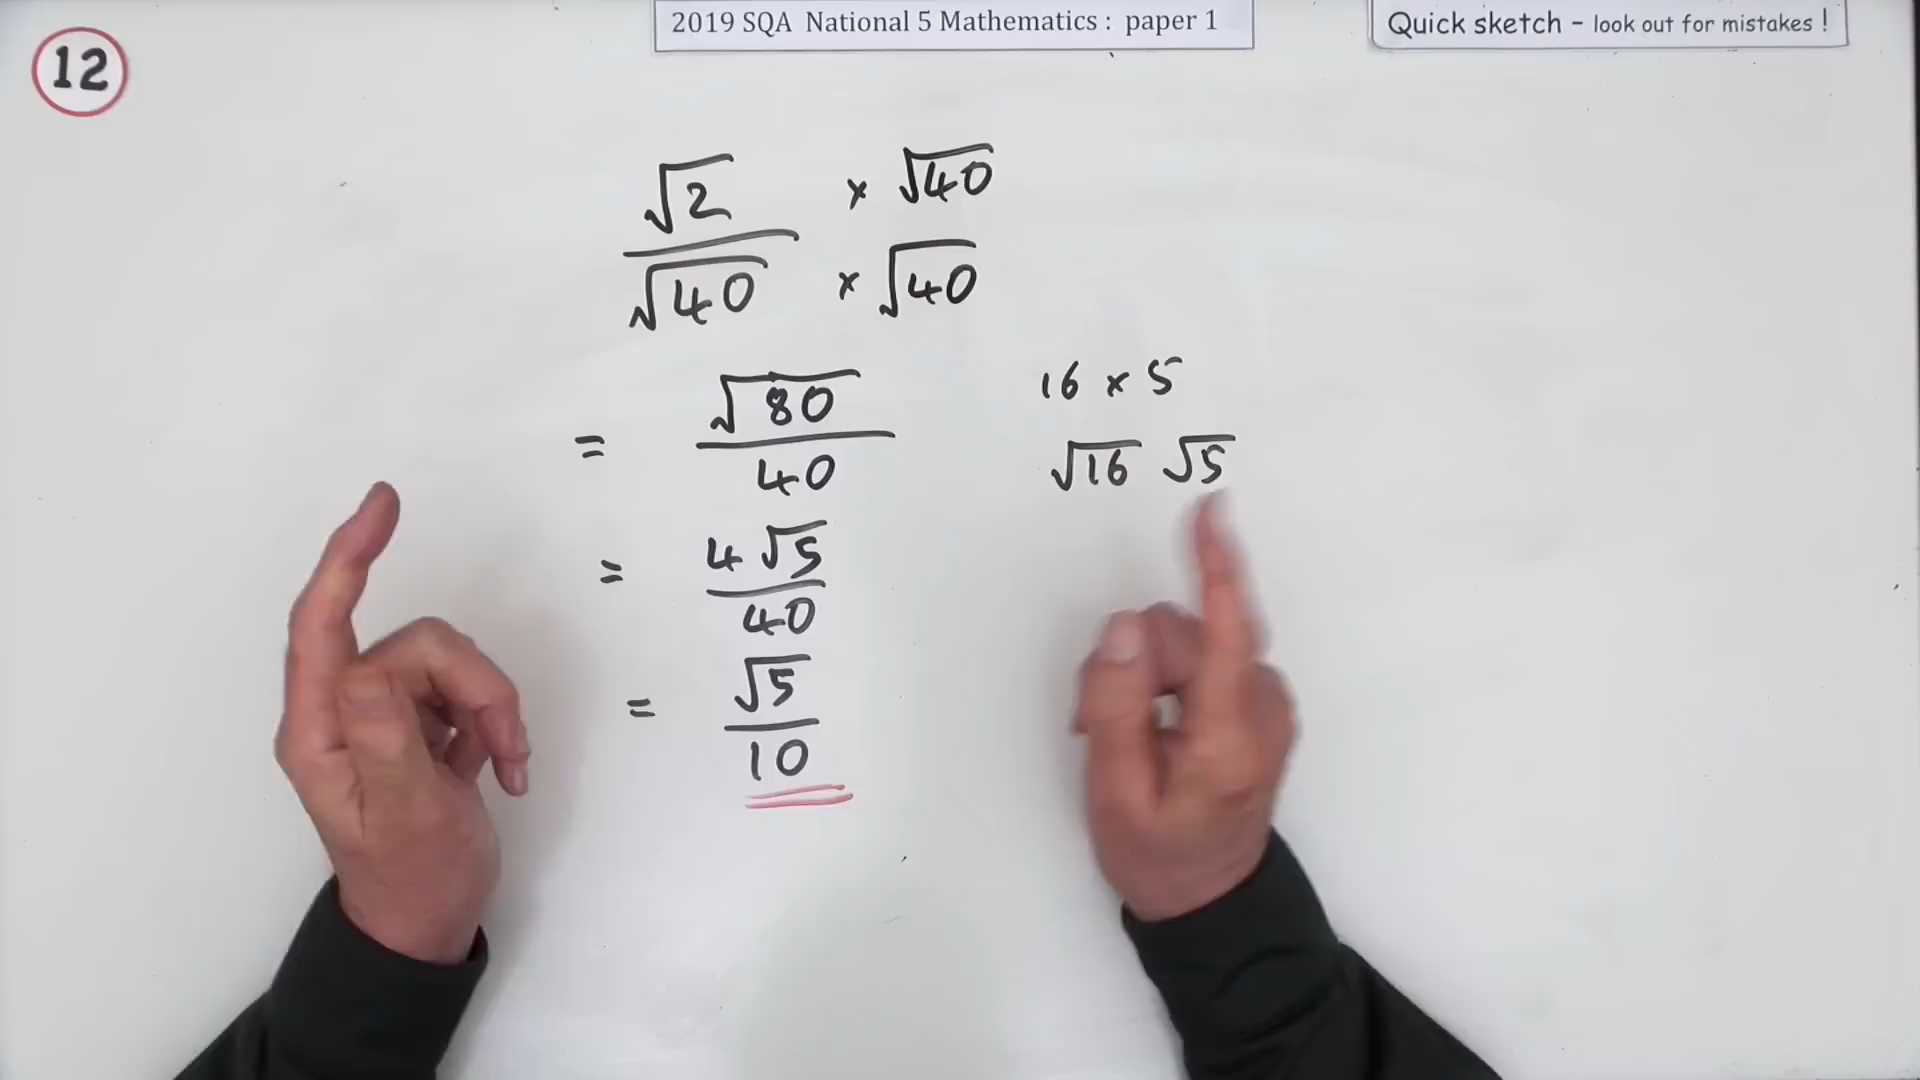 2019 SQA National 5 Mathematics : paper 1
Quick sketch - look out for mistakes !
12
√2 × √40
√40 × √40
= √80
40
16 × 5
√16 √5
= 4√5
40
= √5
10